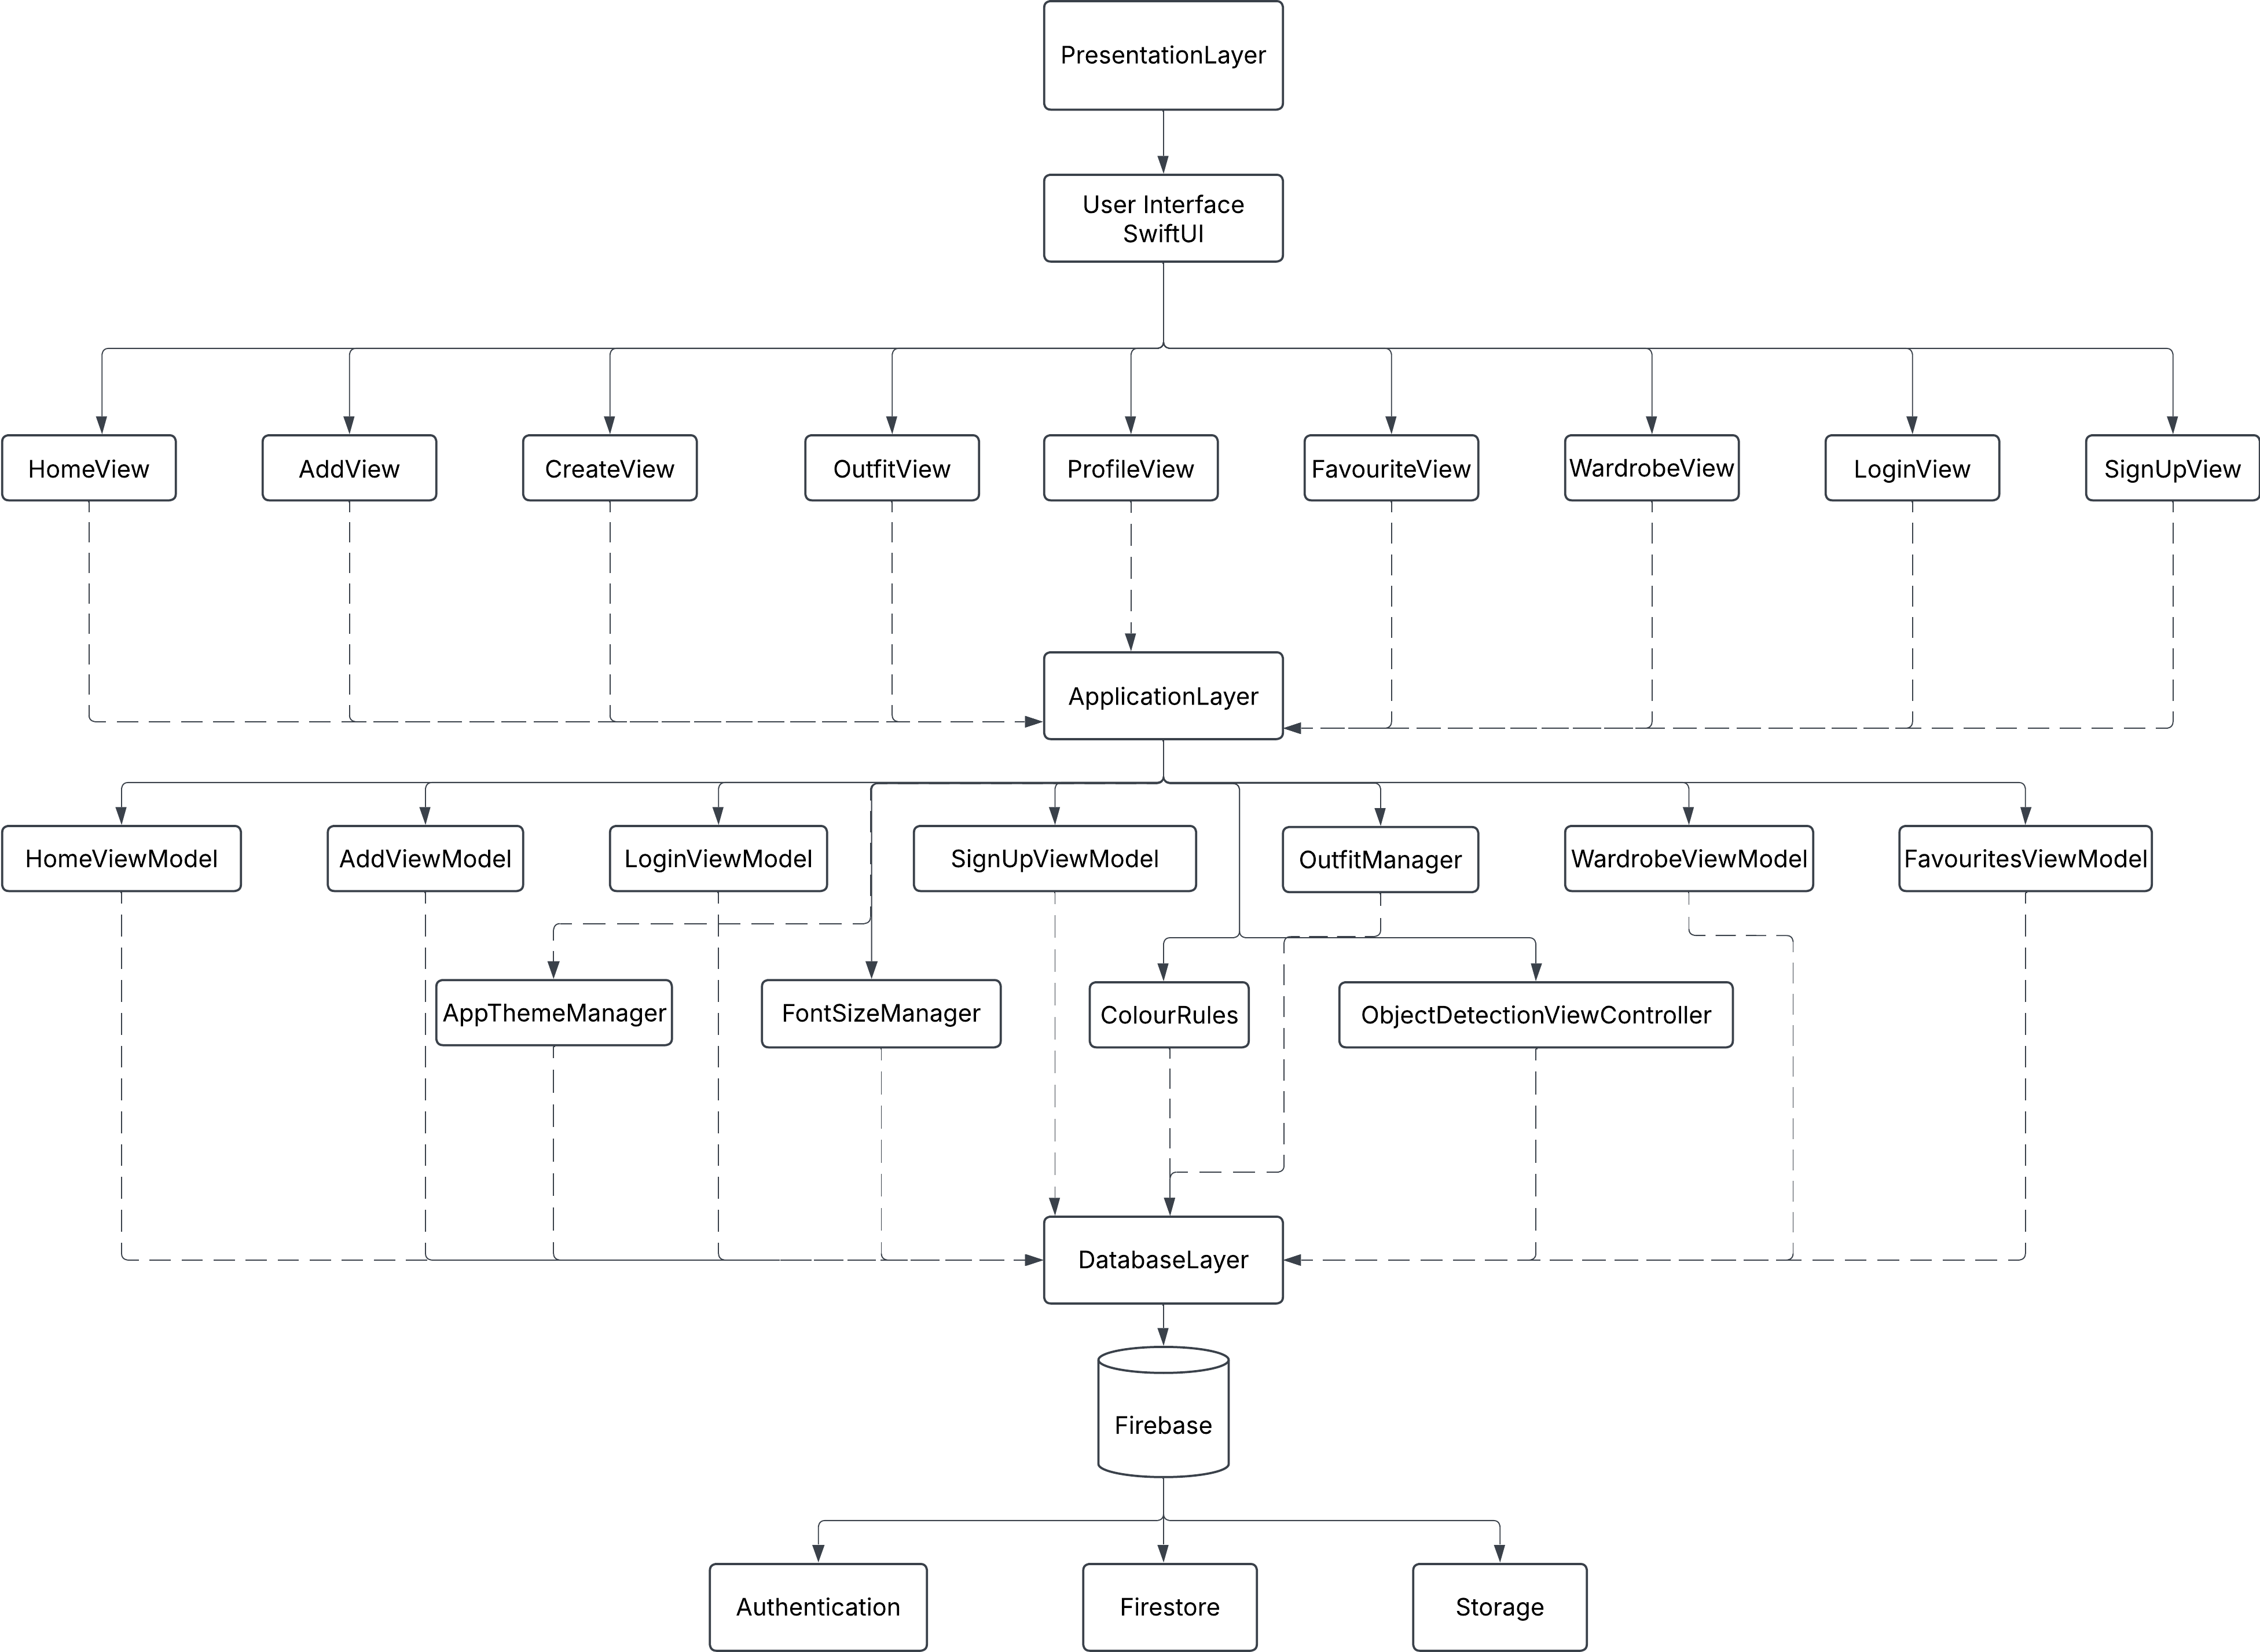 PresentationLayer
User Interface
SwiftUI
HomeView
AddView
CreateView
OutfitView
ProfileView
FavouriteView
WardrobeView
LoginView
SignUpView
ApplicationLayer
HomeViewModel
AddViewModel
LoginViewModel
SignUpViewModel
OutfitManager
WardrobeViewModel
FavouritesViewModel
AppThemeManager
FontSizeManager
ColourRules
ObjectDetectionViewController
DatabaseLayer
Firebase
Authentication
Firestore
Storage